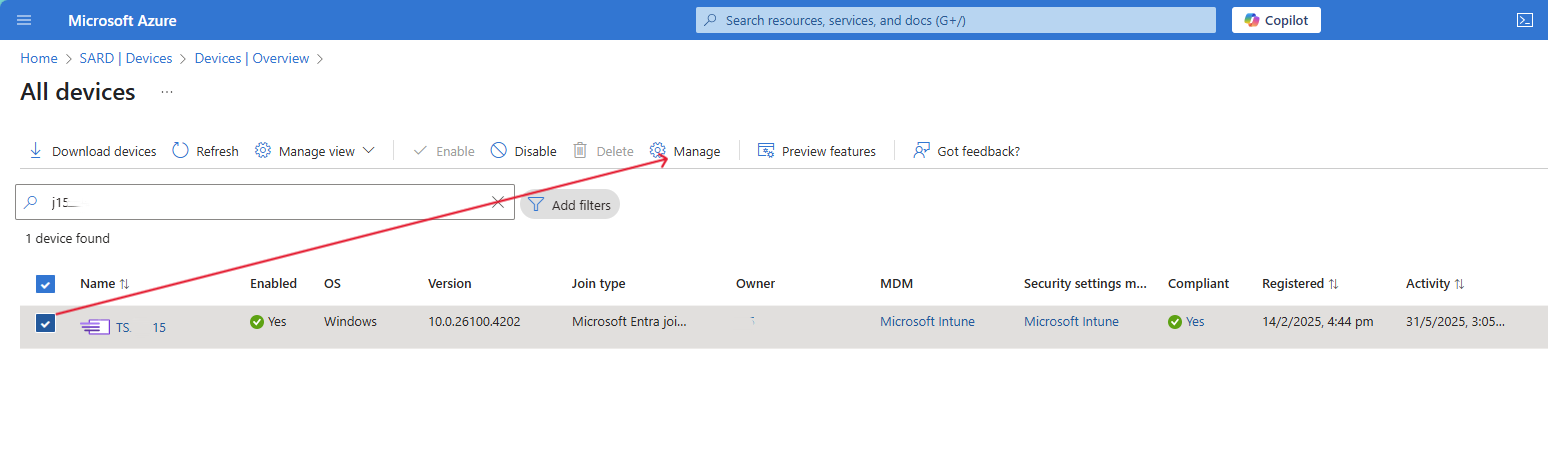 Microsoft Azure Search resources, services, and docs (G+/) Copilot
Home > SARD | Devices > Devices | Overview >
All devices ...
Download devices Refresh Manage view Enable Disable Delete Manage Preview features Got feedback?
j15 Add filters
1 device found
Name Enabled OS Version Join type Owner MDM Security settings m... Compliant Registered Activity
TS. 15 Yes Windows 10.0.26100.4202 Microsoft Entra joi... Microsoft Intune Microsoft Intune Yes 14/2/2025, 4:44 pm 31/5/2025, 3:05...